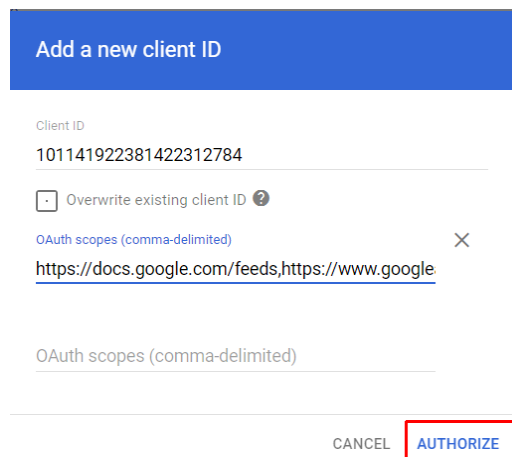 Add a new client ID
Client ID
101141922381422312784
Overwrite existing client ID ?
OAuth scopes (comma-delimited)
https://docs.google.com/feeds,https://www.google
OAuth scopes (comma-delimited)
CANCEL AUTHORIZE